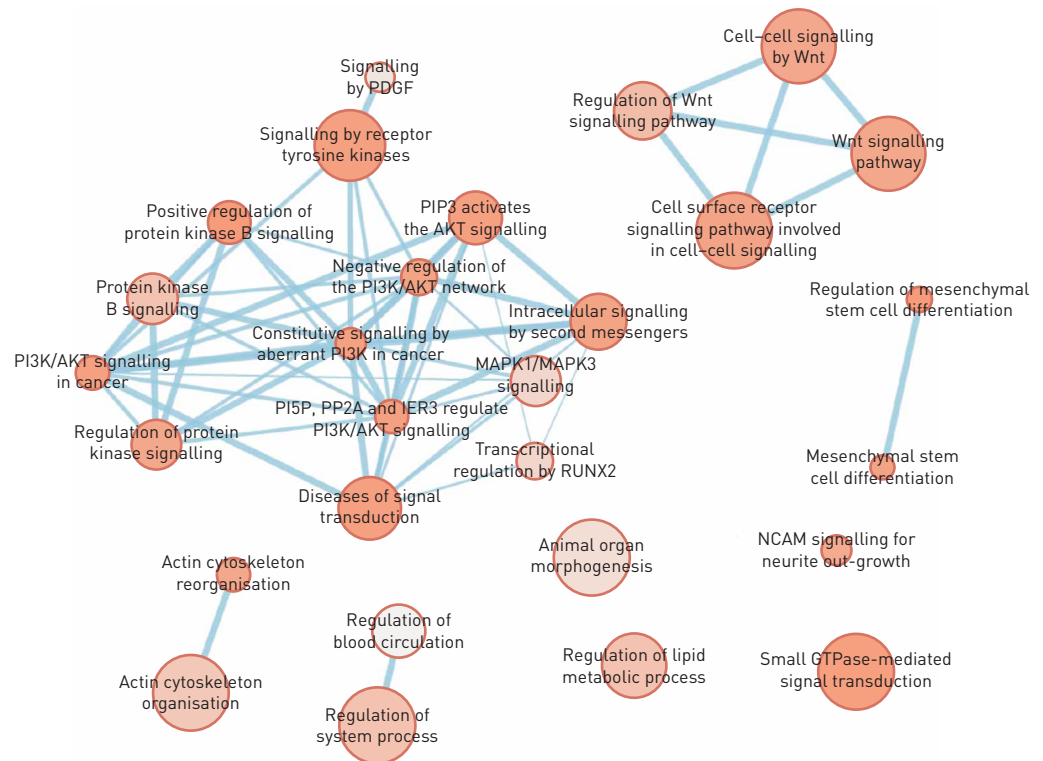 Cell–cell signalling
by Wnt
Signalling
by PDGF
Regulation of Wnt
signalling pathway
Signalling by receptor
tyrosine kinases
Wnt signalling
pathway
Positive regulation of
protein kinase B signalling
PIP3 activates
the AKT signalling
Cell surface receptor
signalling pathway involved
in cell–cell signalling
Negative regulation of
the PI3K/AKT network
Protein kinase
B signalling
Regulation of mesenchymal
stem cell differentiation
Intracellular signalling
by second messengers
Constitutive signalling by
aberrant PI3K in cancer
PI3K/AKT signalling
in cancer
MAPK1/MAPK3
signalling
PI5P, PP2A and IER3 regulate
PI3K/AKT signalling
Regulation of protein
kinase signalling
Transcriptional
regulation by RUNX2
Mesenchymal stem
cell differentiation
Diseases of signal
transduction
Animal organ
morphogenesis
NCAM signalling for
neurite out-growth
Actin cytoskeleton
reorganisation
Regulation of
blood circulation
Regulation of lipid
metabolic process
Small GTPase-mediated
signal transduction
Actin cytoskeleton
organisation
Regulation of
system process